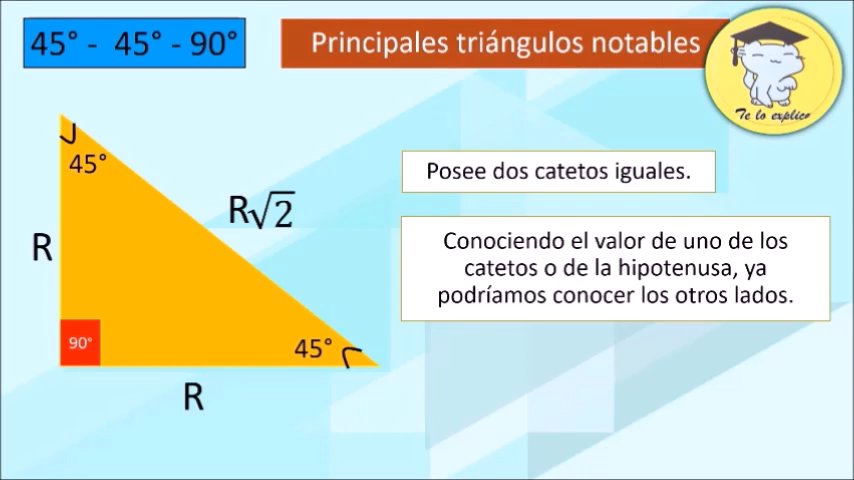 45° - 45° - 90°
Principales triángulos notables
Te lo explico
45°
R√2
Posee dos catetos iguales.
R
Conociendo el valor de uno de los
catetos o de la hipotenusa, ya
podríamos conocer los otros lados.
90°
45°
R